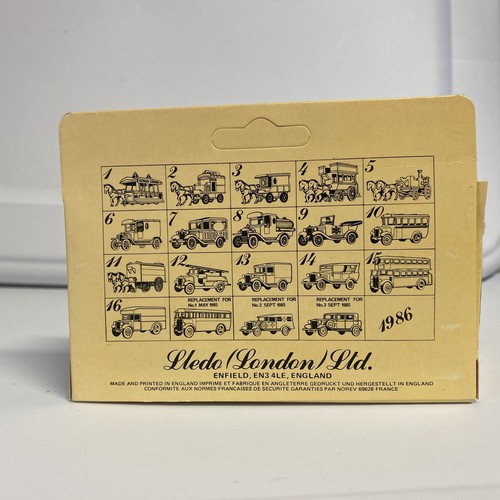 1 2 3 4 5
6 7 8 9 10
11 12 13 14 15
REPLACEMENT FOR No.1 MAY 1985
REPLACEMENT FOR No.2 SEPT 1985
REPLACEMENT FOR No.3 SEPT 1985
16
1986
Lledo (London) Ltd.
ENFIELD, EN3 4LE, ENGLAND
MADE AND PRINTED IN ENGLAND IMPRIME ET FABRIQUE EN ANGLETERRE GEDRUCKT UND HERGESTELLT IN ENGLAND
CONFORMITE AUX NORMES FRANCAISES DE SECURITE GARANTIES PAR NOREV 69628 FRANCE